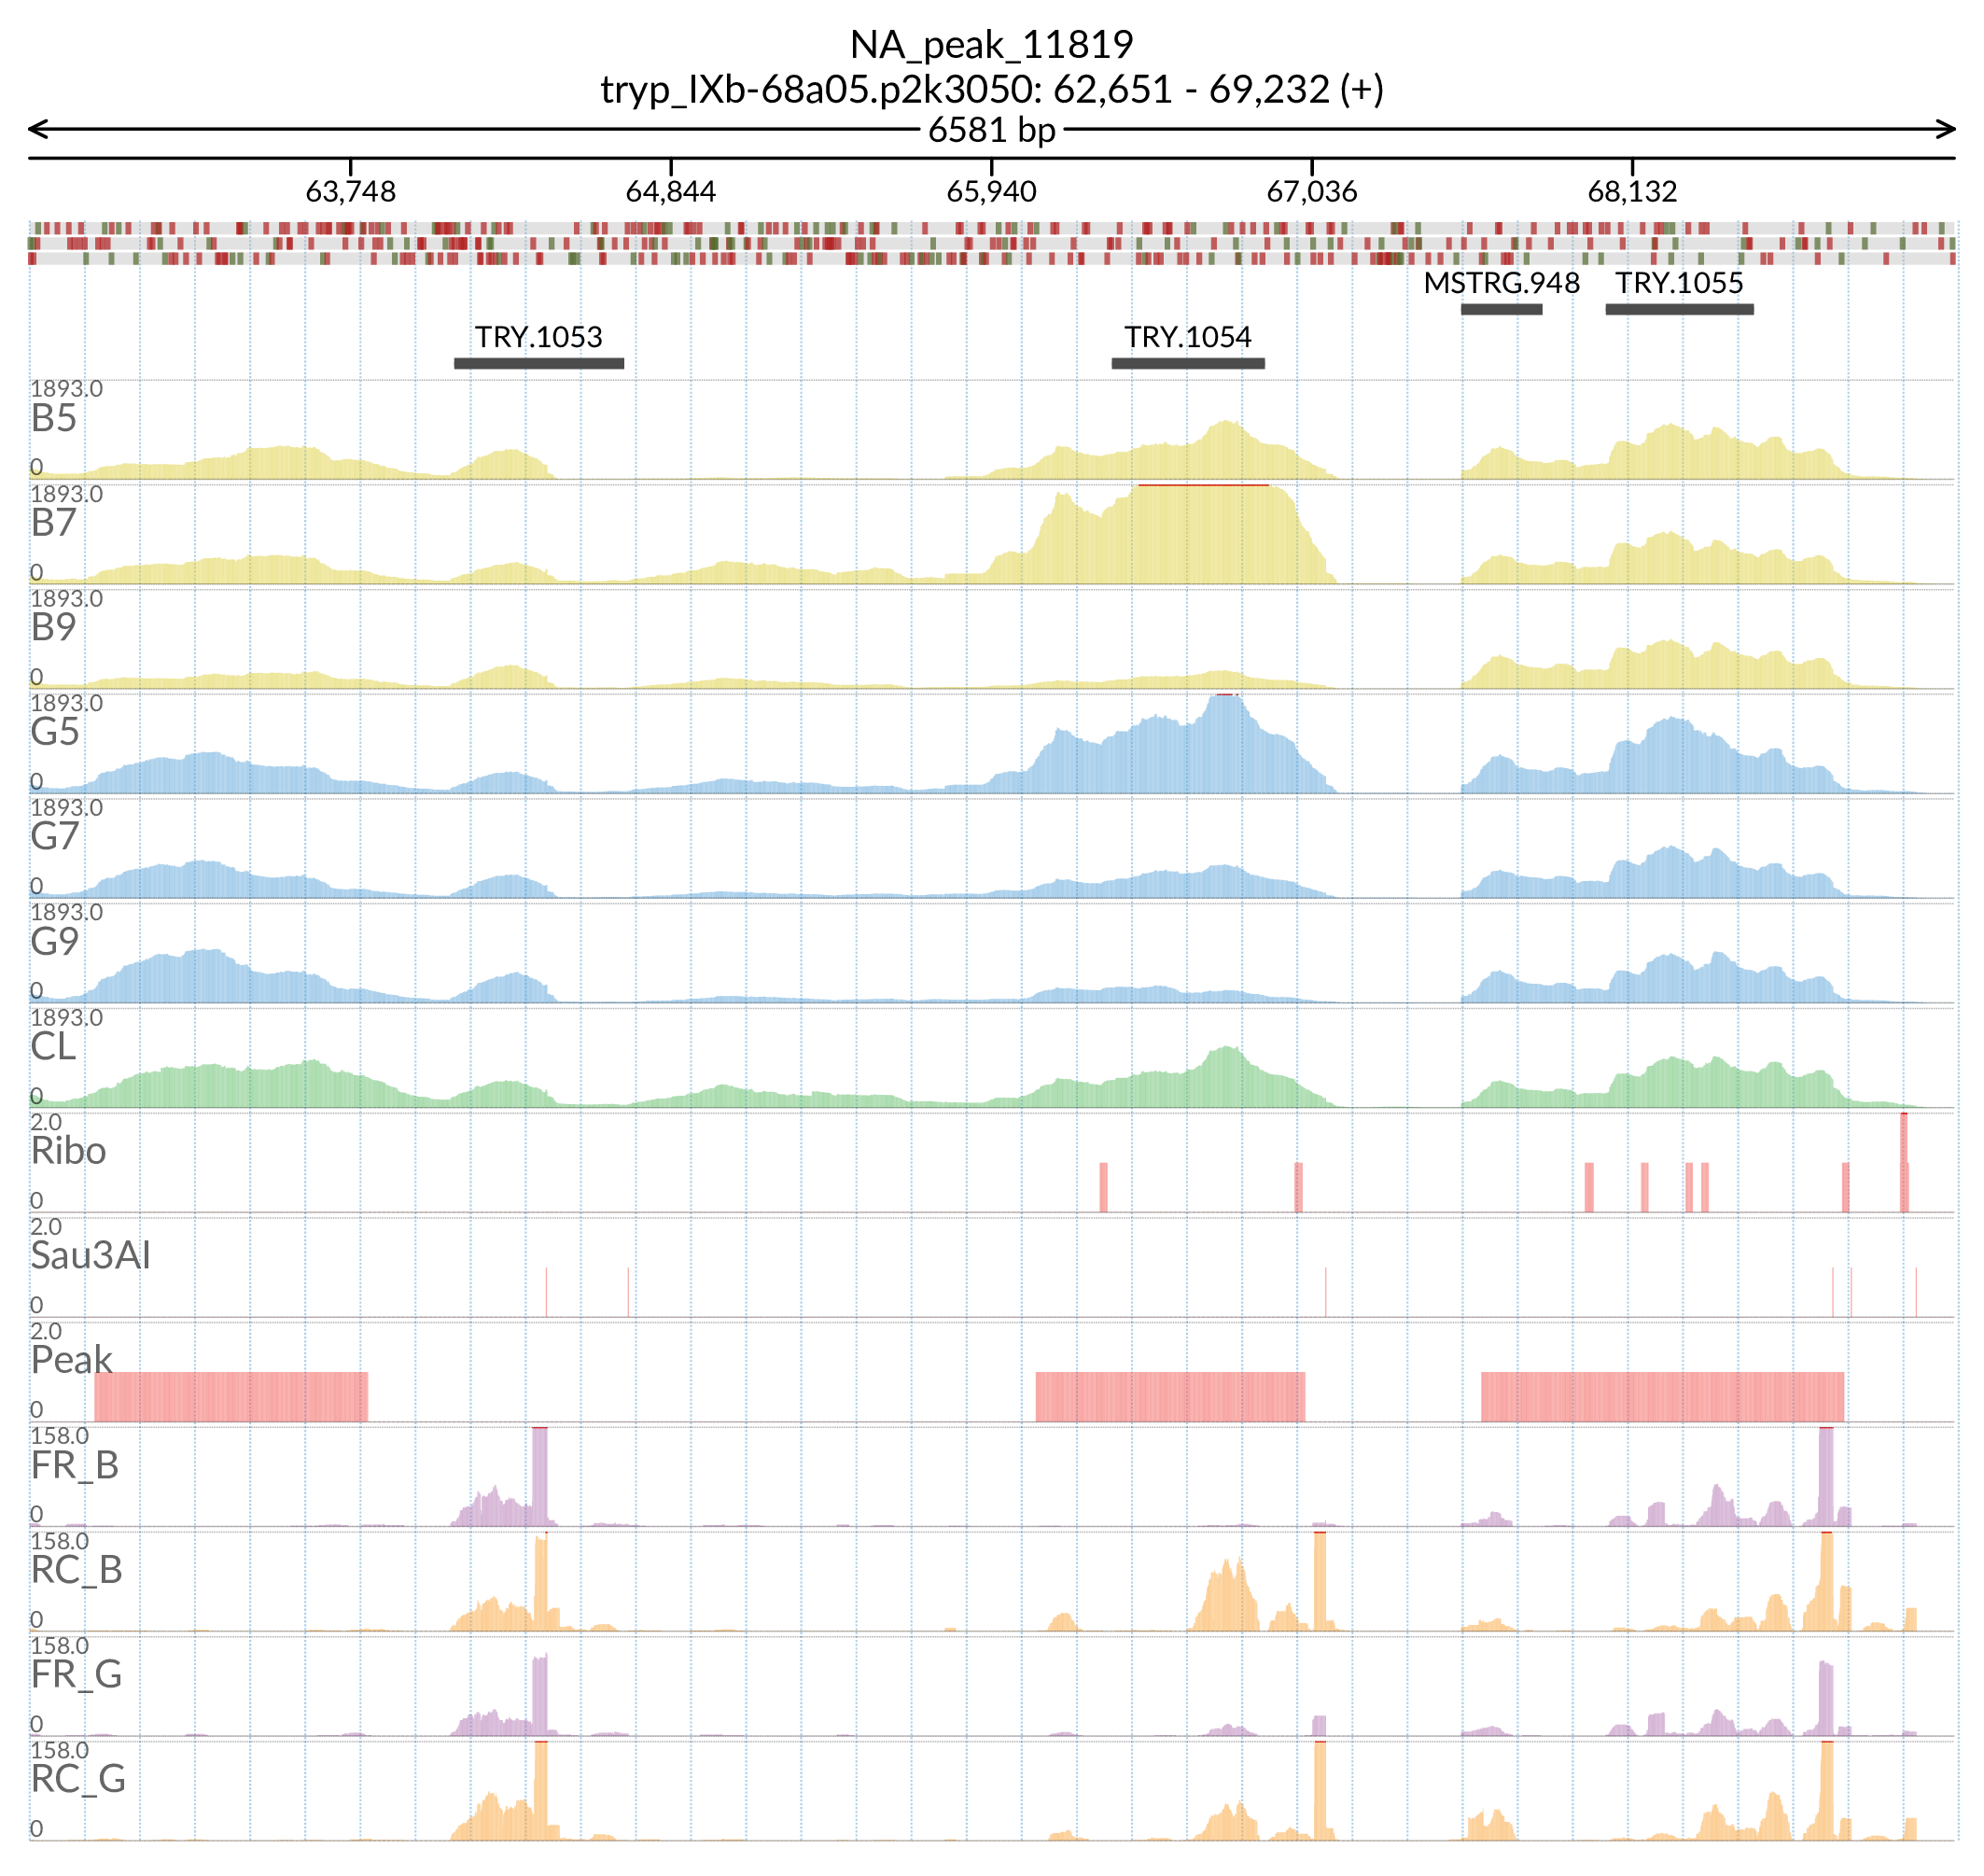 NA_peak_11819
tryp_IXb-68a05.p2k3050: 62,651 - 69,232 (+)
6581 bp
63,748 64,844 65,940 67,036 68,132
MSTRG.948 TRY.1055
TRY.1053 TRY.1054
1893.0
B5
0
1893.0
B7
0
1893.0
B9
0
1893.0
G5
0
1893.0
G7
0
1893.0
G9
0
1893.0
CL
0
2.0
Ribo
0
2.0
Sau3AI
0
2.0
Peak
0
158.0
FR_B
0
158.0
RC_B
0
158.0
FR_G
0
158.0
RC_G
0